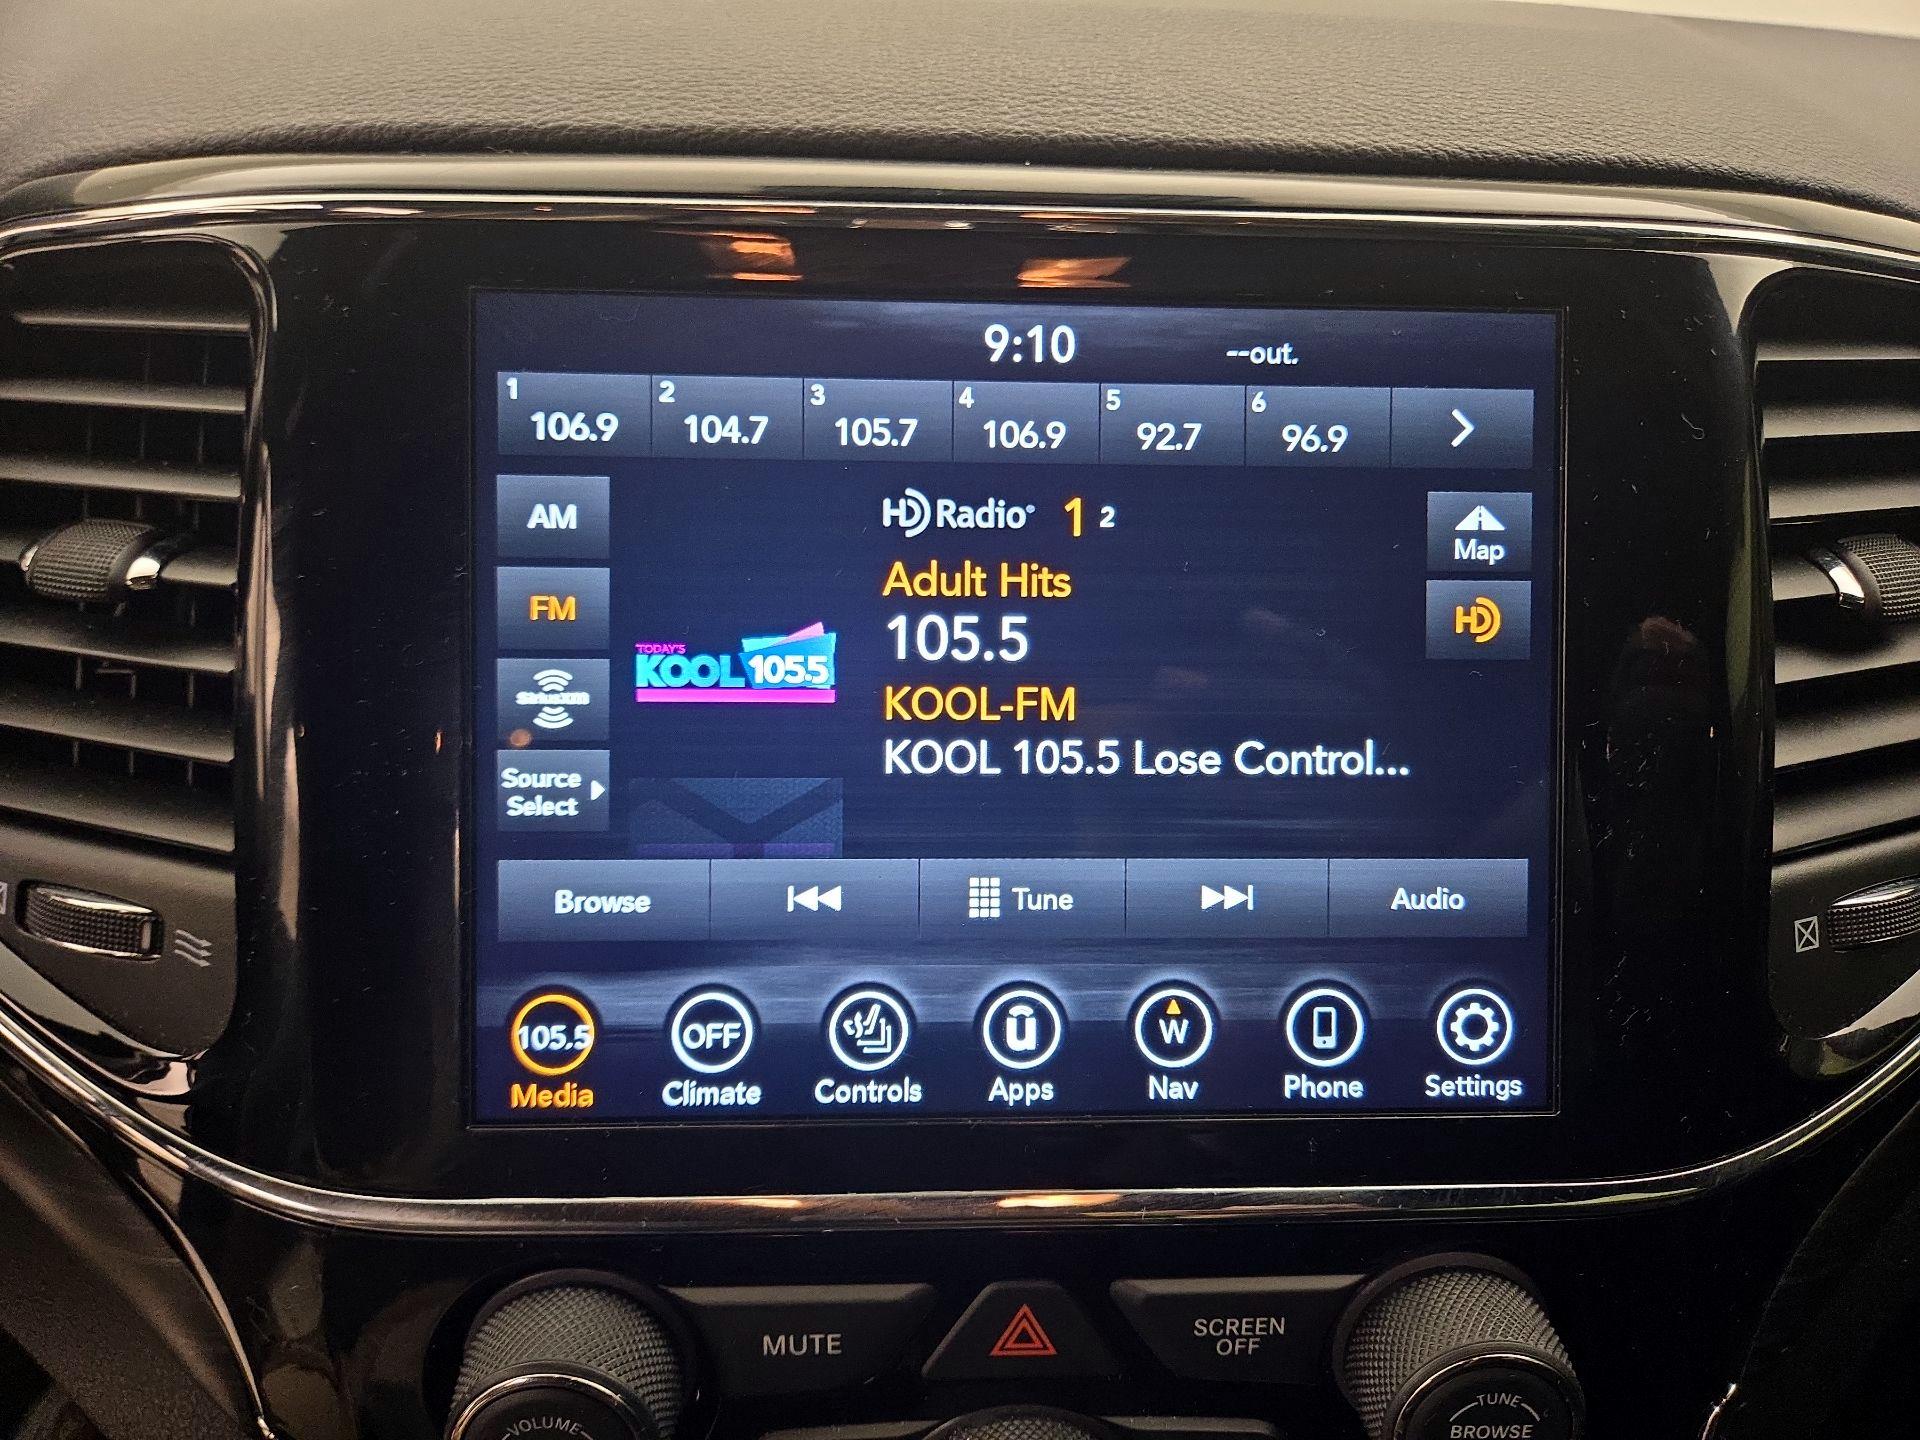 9:10
--out.
1 106.9
2 104.7
3 105.7
4 106.9
5 92.7
6 96.9
AM
HD Radio® 1 2
Map
Adult Hits
FM
105.5
HD
TODAY'S
KOOL 105.5
KOOL-FM
SiriusXM
KOOL 105.5 Lose Control...
Source
Select
Browse
Tune
Audio
105.5
OFF
W
Media
Climate
Controls
Apps
Nav
Phone
Settings
MUTE
SCREEN
OFF
VOLUME
TUNE
BROWSE